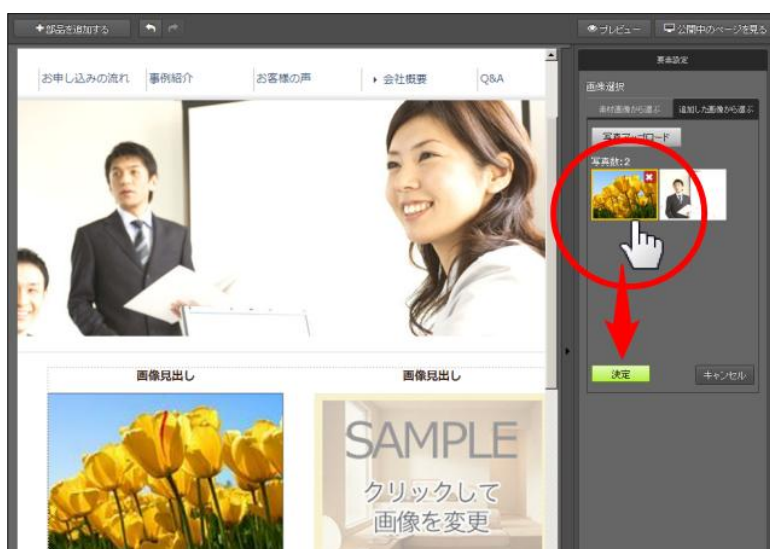 +部品を追加する
プレビュー
公開中のページを見る
お申し込みの流れ
事例紹介
お客様の声
会社概要
Q&A
要素設定
画像選択
素材画像から選ぶ
追加した画像から選ぶ
写真アップロード
写真数:2
決定
キャンセル
画像見出し
画像見出し
SAMPLE
クリックして
画像を変更